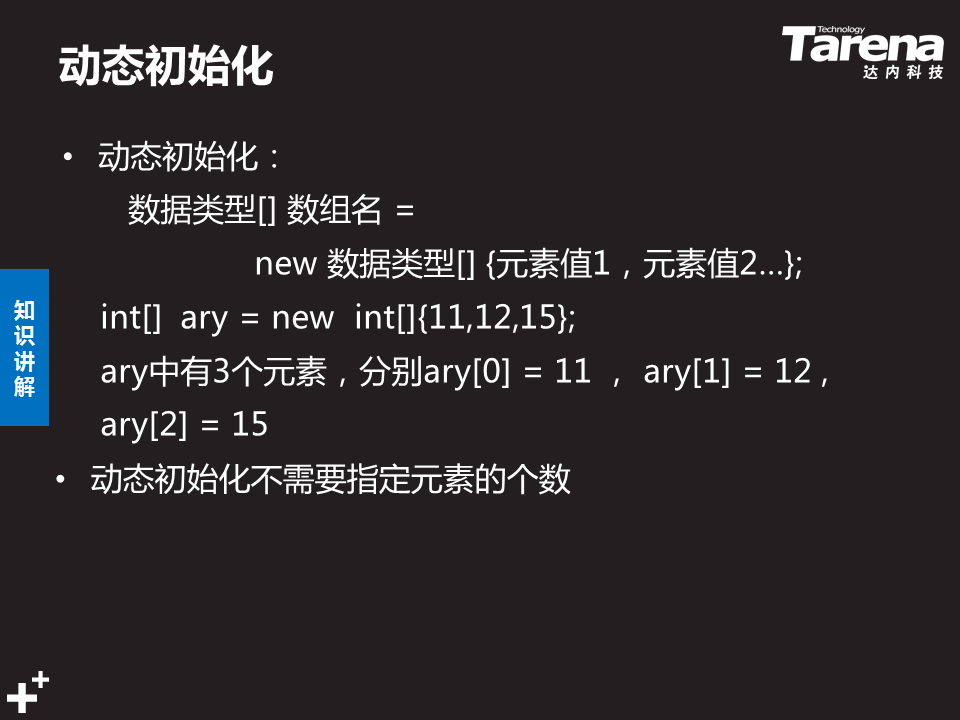 动态初始化
Technology
Tarena
达内科技
• 动态初始化：
数据类型[] 数组名 =
new 数据类型[] {元素值1，元素值2…};
int[]  ary = new  int[]{11,12,15};
ary中有3个元素，分别ary[0] = 11 ， ary[1] = 12 ,
ary[2] = 15
• 动态初始化不需要指定元素的个数
知
识
讲
解